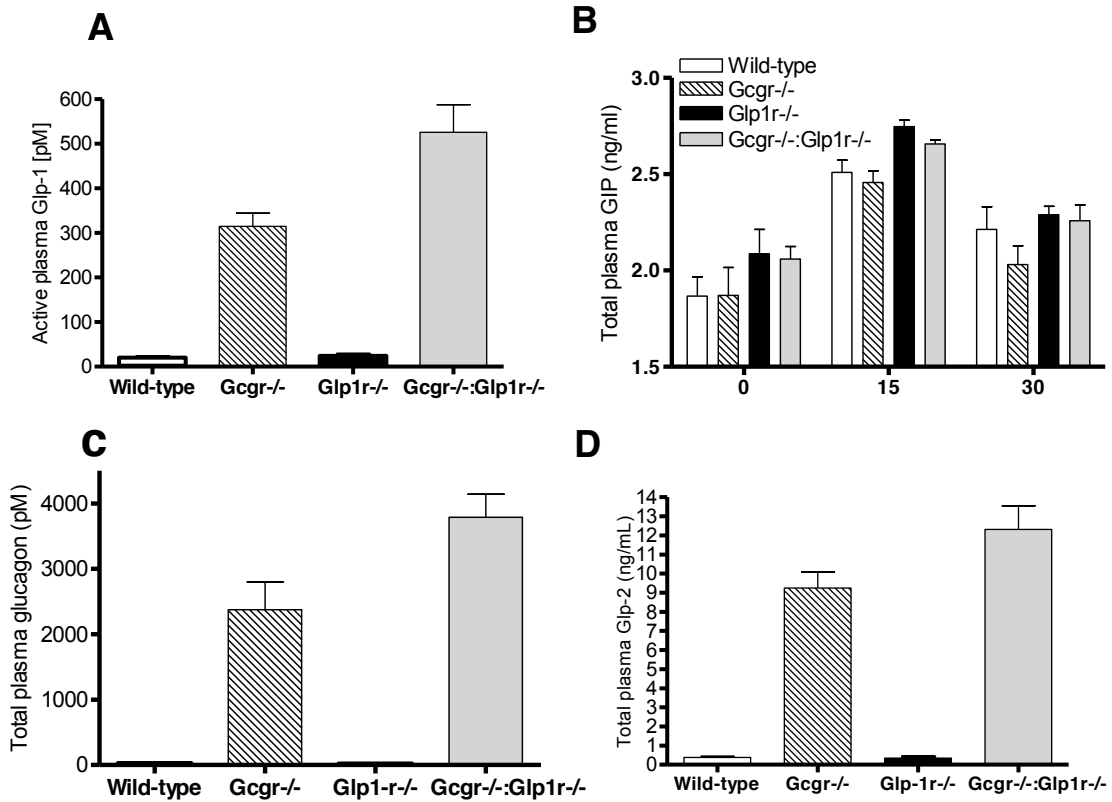 A
Active plasma Glp-1 [pM]
600
500
400
300
200
100
0
Wild-type Gcgr-/- Glp1r-/- Gcgr-/-:Glp1r-/-
B
Wild-type
Gcgr-/-
Glp1r-/-
Gcgr-/-:Glp1r-/-
Total plasma GIP (ng/ml)
3.0
2.5
2.0
1.5
0 15 30
C
Total plasma glucagon (pM)
4000
3000
2000
1000
0
Wild-type Gcgr-/- Glp1-r-/- Gcgr-/-:Glp1r-/-
D
Total plasma Glp-2 (ng/mL)
14
13
12
11
10
9
8
7
6
5
4
3
2
1
0
Wild-type Gcgr-/- Glp-1r-/- Gcgr-/-:Glp1r-/-